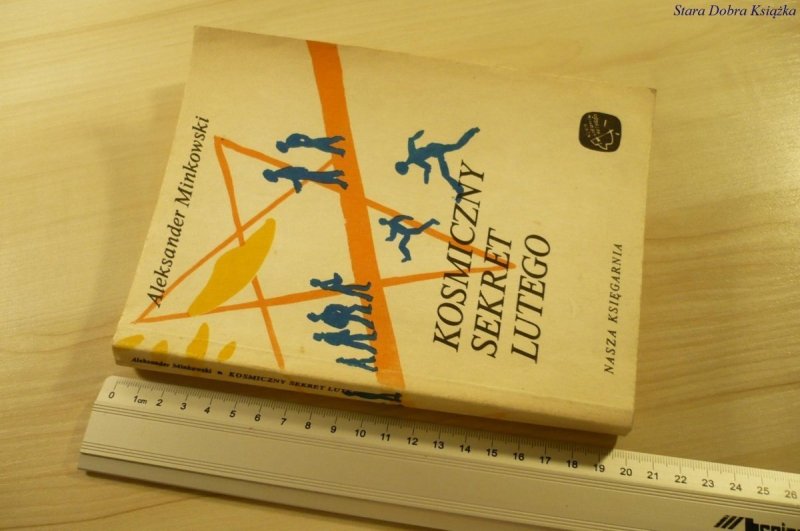 Stara Dobra Książka
Aleksander Minkowski
KOSMICZNY
SEKRET
LUTEGO
NASZA KSIĘGARNIA
Aleksander Minkowski KOSMICZNY SEKRET
0 1cm 2 3 4 5 6 7 8 9 10 11 12 13 14 15 16 17 18 19 20 21 22 23 24 25 26